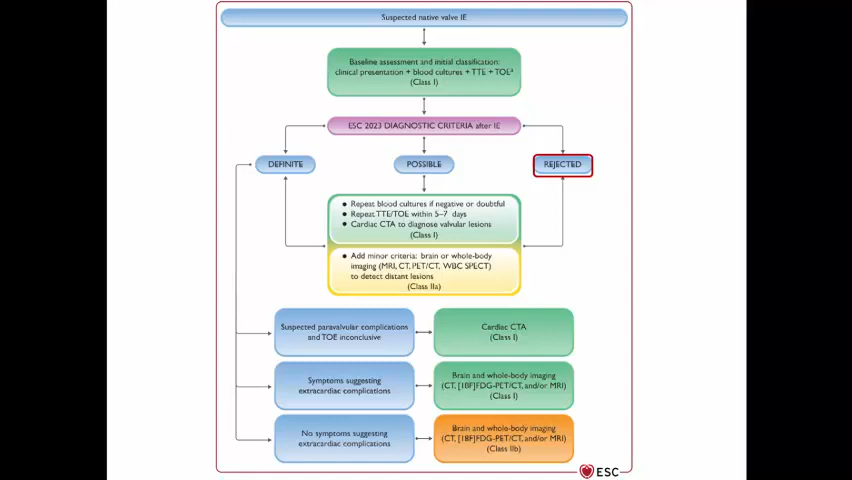 Suspected native valve IE
Baseline assessment and initial classification:
clinical presentation + blood cultures + TTE + TOEª
(Class I)
ESC 2023 DIAGNOSTIC CRITERIA after IE
DEFINITE
POSSIBLE
REJECTED
● Repeat blood cultures if negative or doubtful
● Repeat TTE/TOE within 5–7 days
● Cardiac CTA to diagnose valvular lesions
(Class I)
● Add minor criteria: brain or whole-body
imaging (MRI, CT, PET/CT, WBC SPECT)
to detect distant lesions
(Class IIa)
Suspected paravalvular complications
and TOE inconclusive
Cardiac CTA
(Class I)
Symptoms suggesting
extracardiac complications
Brain and whole-body imaging
(CT, [18F]FDG-PET/CT, and/or MRI)
(Class I)
No symptoms suggesting
extracardiac complications
Brain and whole-body imaging
(CT, [18F]FDG-PET/CT, and/or MRI)
(Class IIb)
ESC